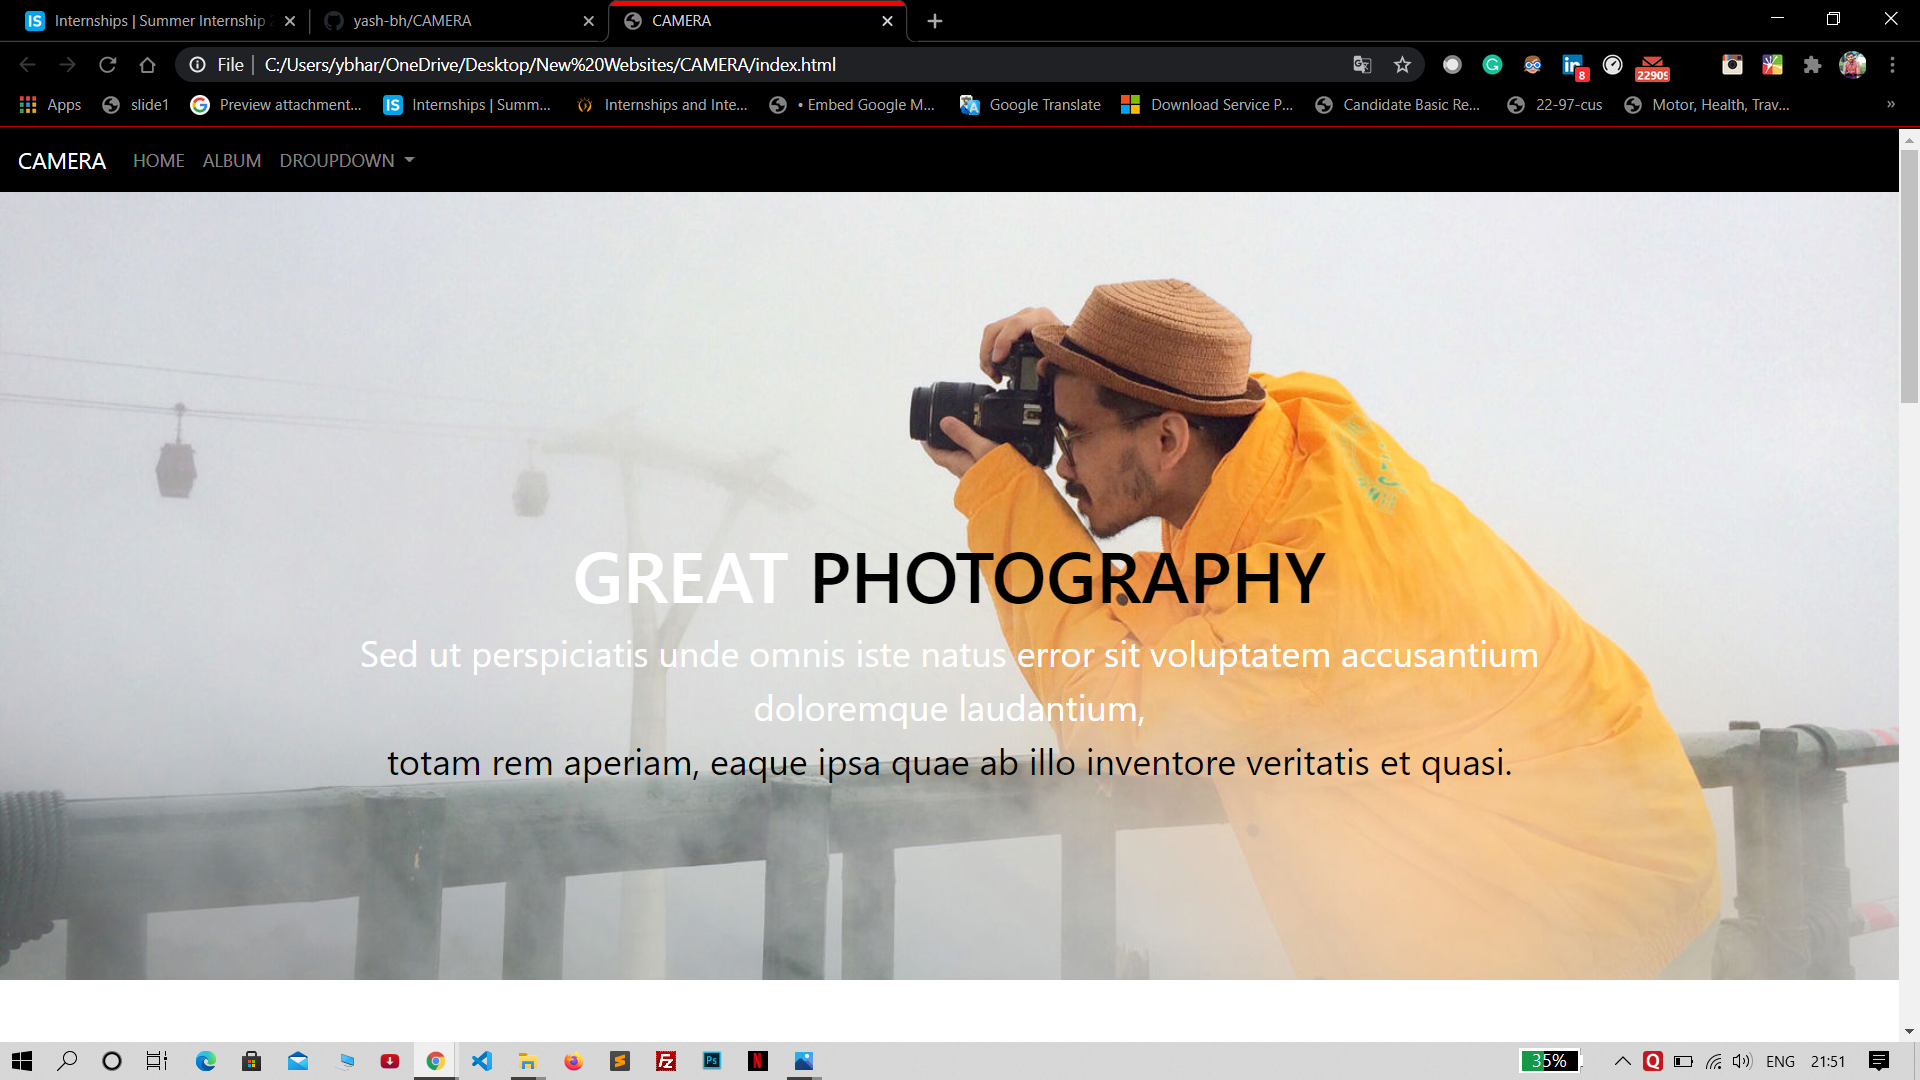 Internships | Summer Internship
yash-bh/CAMERA
CAMERA
File | C:/Users/ybhar/OneDrive/Desktop/New%20Websites/CAMERA/index.html
8
22909
Apps
slide1
Preview attachment...
IS
Internships | Summ...
Internships and Inte...
• Embed Google M...
Google Translate
Download Service P...
Candidate Basic Re...
22-97-cus
Motor, Health, Trav...
»
CAMERA HOME ALBUM DROUPDOWN
GREAT PHOTOGRAPHY
Sed ut perspiciatis unde omnis iste natus error sit voluptatem accusantium
doloremque laudantium,
totam rem aperiam, eaque ipsa quae ab illo inventore veritatis et quasi.
35%
ENG
21:51